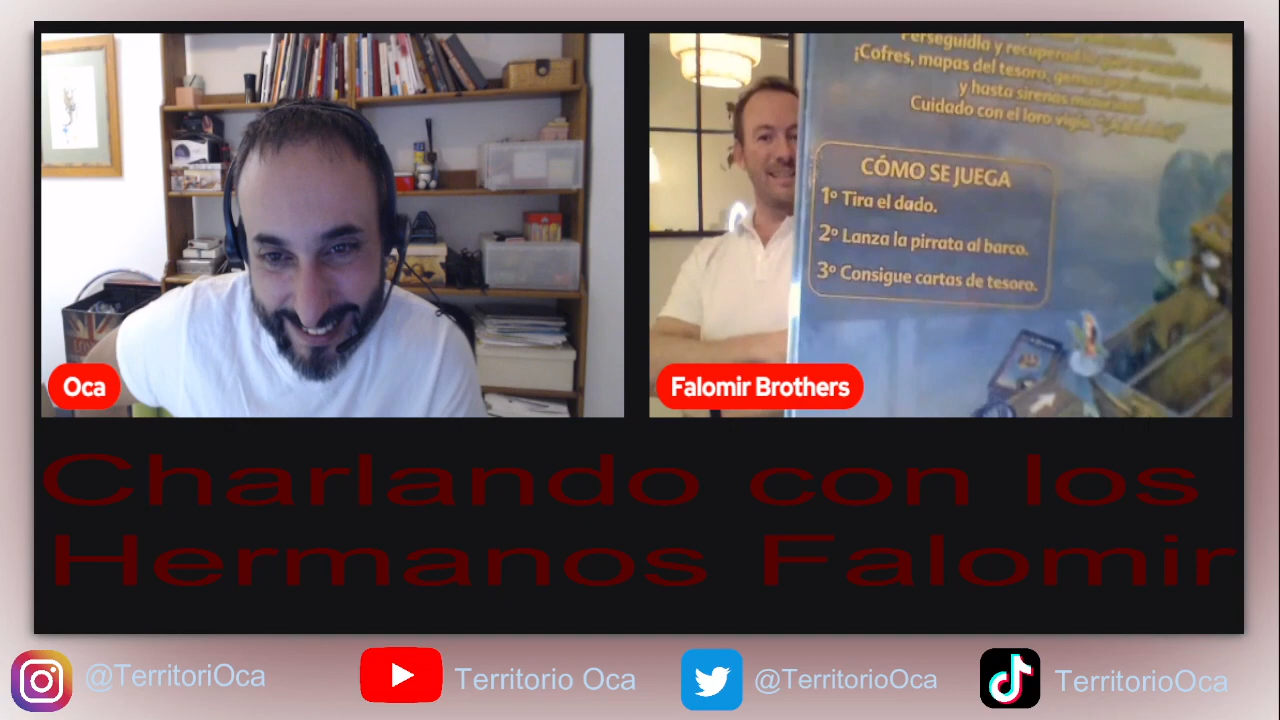 Perseguidla y
¡Cofres, mapas del tesoro,
y hasta sirenas
Cuidado con el loro vigía.
CÓMO SE JUEGA
1º Tira el dado.
2º Lanza la pirrata al barco.
3º Consigue cartas de tesoro.
Oca
Falomir Brothers
Charlando con los
Hermanos Falomir
@TerritoriOca
Territorio Oca
@TerritorioOca
TerritorioOca